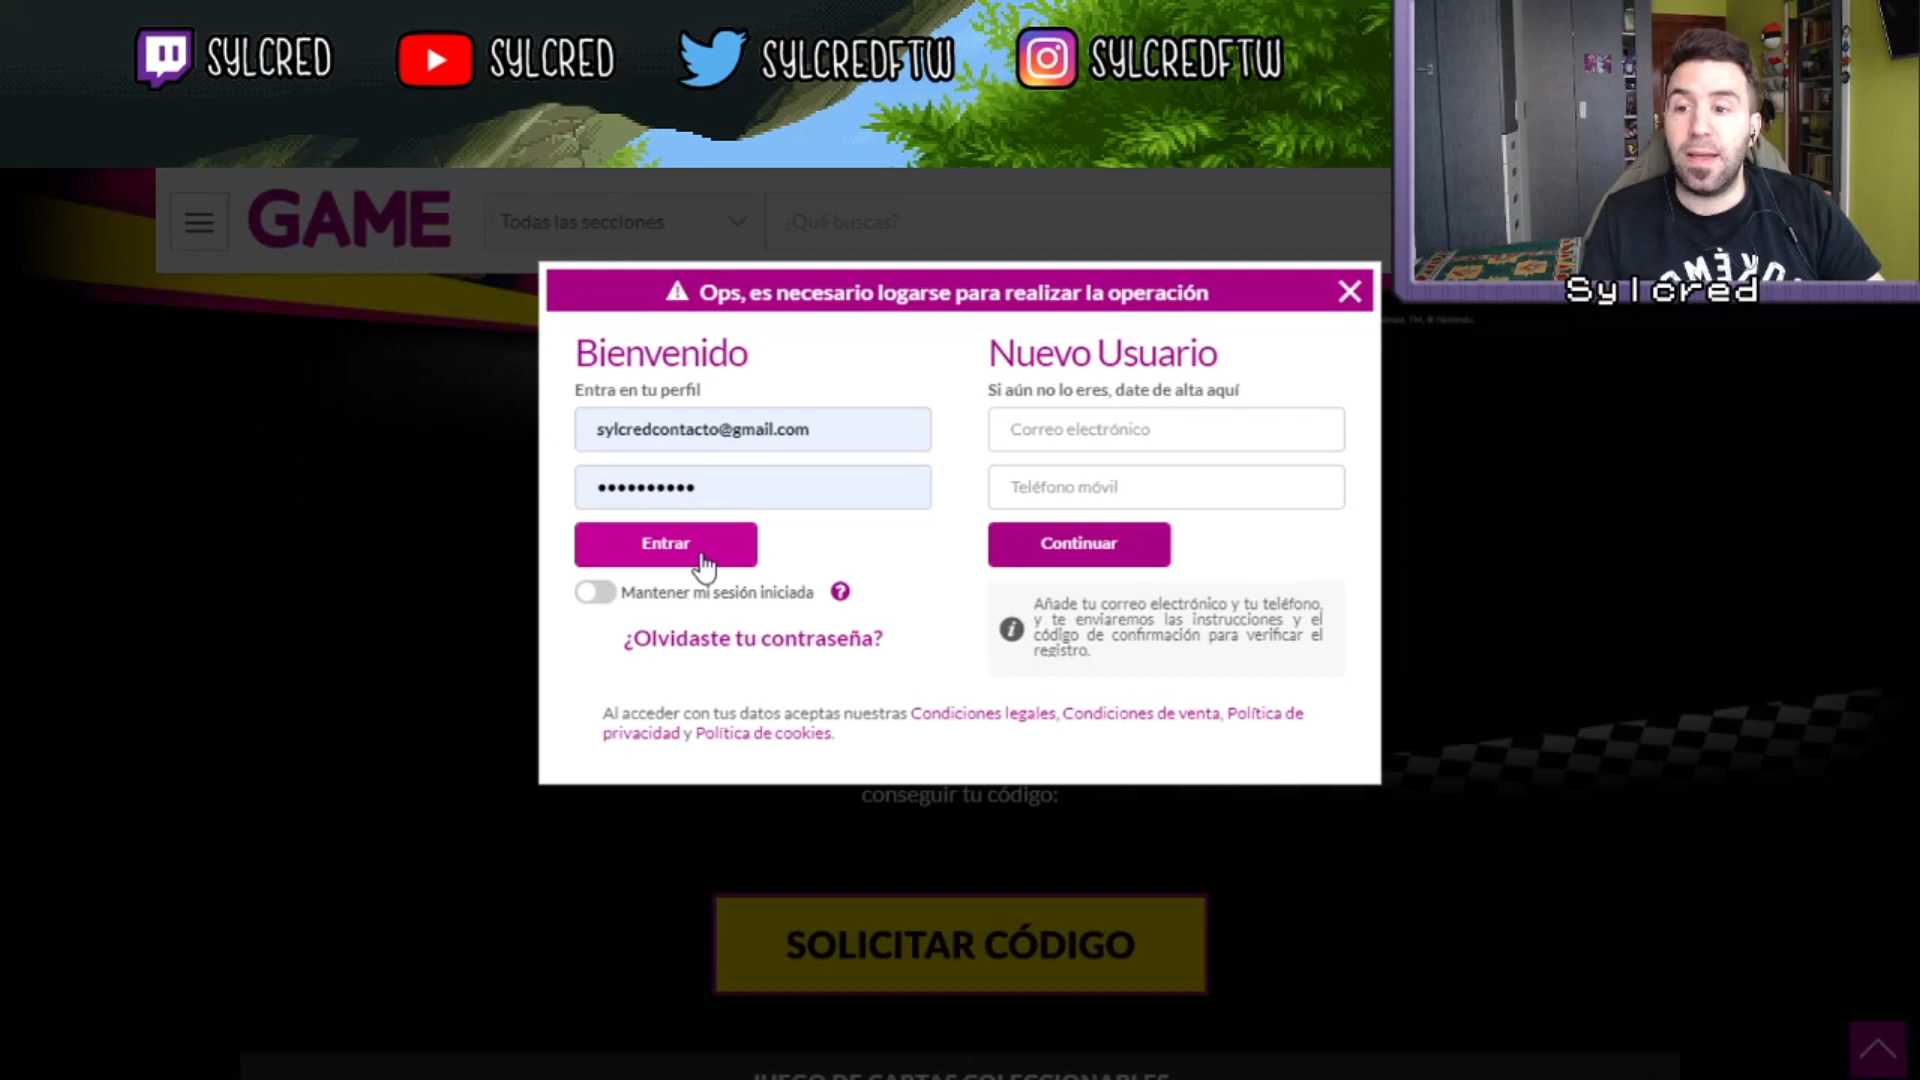 SYLCRED
SYLCRED
SYLCREDFTW
SYLCREDFTW
Sylcred
GAME
Todas las secciones
¿Qué buscas?
Ops, es necesario logarse para realizar la operación
Bienvenido
Entra en tu perfil
sylcredcontacto@gmail.com
••••••••••
Entrar
Mantener mi sesión iniciada
?
¿Olvidaste tu contraseña?
Nuevo Usuario
Si aún no lo eres, date de alta aquí
Correo electrónico
Teléfono móvil
Continuar
Añade tu correo electrónico y tu teléfono,
y te enviaremos las instrucciones y el
código de confirmación para verificar el
registro.
Al acceder con tus datos aceptas nuestras Condiciones legales, Condiciones de venta, Política de
privacidad y Política de cookies.
conseguir tu código:
SOLICITAR CÓDIGO
JUEGO DE CARTAS COLECCIONABLES